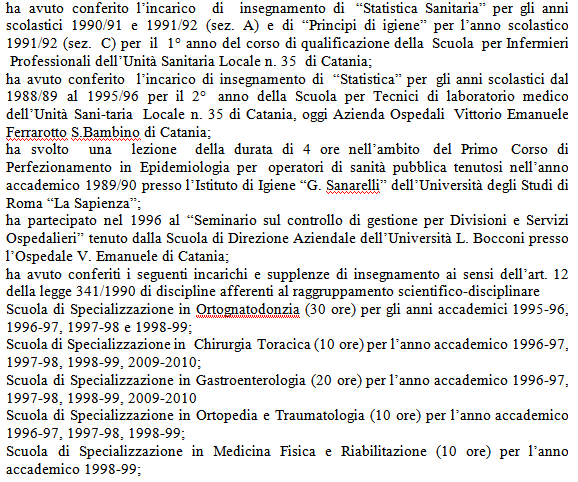 ha avuto conferito l’incarico di insegnamento di “Statistica Sanitaria” per gli anni
scolastici 1990/91 e 1991/92 (sez. A) e di “Principi di igiene” per l’anno scolastico
1991/92 (sez. C) per il 1° anno del corso di qualificazione della Scuola per Infermieri
Professionali dell’Unità Sanitaria Locale n. 35 di Catania;
ha avuto conferito l’incarico di insegnamento di “Statistica” per gli anni scolastici dal
1988/89 al 1995/96 per il 2° anno della Scuola per Tecnici di laboratorio medico
dell’Unità Sani-taria Locale n. 35 di Catania, oggi Azienda Ospedali Vittorio Emanuele
Ferrarotto S.Bambino di Catania;
ha svolto una lezione della durata di 4 ore nell’ambito del Primo Corso di
Perfezionamento in Epidemiologia per operatori di sanità pubblica tenutosi nell’anno
accademico 1989/90 presso l’Istituto di Igiene “G. Sanarelli” dell’Università degli Studi di
Roma “La Sapienza”;
ha partecipato nel 1996 al “Seminario sul controllo di gestione per Divisioni e Servizi
Ospedalieri” tenuto dalla Scuola di Direzione Aziendale dell’Università L. Bocconi presso
l’Ospedale V. Emanuele di Catania;
ha avuto conferiti i seguenti incarichi e supplenze di insegnamento ai sensi dell’art. 12
della legge 341/1990 di discipline afferenti al raggruppamento scientifico-disciplinare
Scuola di Specializzazione in Ortognatodonzia (30 ore) per gli anni accademici 1995-96,
1996-97, 1997-98 e 1998-99;
Scuola di Specializzazione in Chirurgia Toracica (10 ore) per l’anno accademico 1996-97,
1997-98, 1998-99, 2009-2010;
Scuola di Specializzazione in Gastroenterologia (20 ore) per l’anno accademico 1996-97,
1997-98, 1998-99, 2009-2010
Scuola di Specializzazione in Ortopedia e Traumatologia (10 ore) per l’anno accademico
1996-97, 1997-98, 1998-99;
Scuola di Specializzazione in Medicina Fisica e Riabilitazione (10 ore) per l’anno
accademico 1998-99;